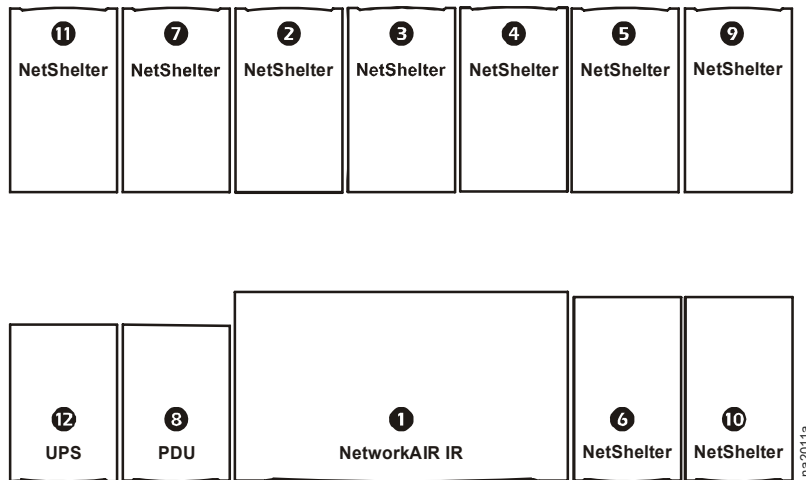 11 7 2 3 4 5 9
NetShelter NetShelter NetShelter NetShelter NetShelter NetShelter NetShelter
12 8 1 6 10
UPS PDU NetworkAIR IR NetShelter NetShelter
na2011a